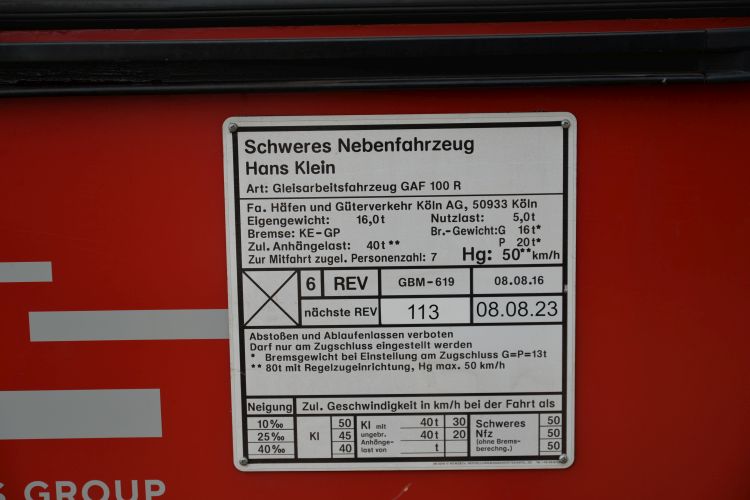 Schweres Nebenfahrzeug
Hans Klein
Art: Gleisarbeitsfahrzeug GAF 100 R
Fa. Häfen und Güterverkehr Köln AG, 50933 Köln
Eigengewicht: 16,0t Nutzlast: 5,0t
Bremse: KE-GP Br.-Gewicht:G 16t*
P 20t*
Zul. Anhängelast: 40t**
Zur Mitfahrt zugel. Personenzahl: 7 Hg: 50**km/h
6 REV GBM-619 08.08.16
nächste REV 113 08.08.23
Abstoßen und Ablaufenlassen verboten
Darf nur am Zugschluss eingestellt werden
* Bremsgewicht bei Einstellung am Zugschluss G=P=13t
** 80t mit Regelzugeinrichtung, Hg max. 50 km/h
Neigung Zul. Geschwindigkeit in km/h bei der Fahrt als
10‰ Kl 50 Kl mit 40t 30 Schweres 50
25‰ 45 ungebr. 40t 20 Nfz 50
40‰ 40 Anhänge- last von t (ohne Brems- berechng.) 50
S GROUP